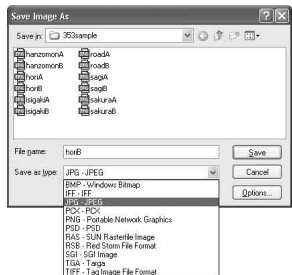 Save Image As
Save in: 353sample
hanzomonA
hanzomonB
horiA
horiB
isigakiA
isigakiB
roadA
roadB
sagiA
sagiB
sakuraA
sakuraB
File name: horiB Save
Save as type: JPG - JPEG Cancel
Options...
BMP - Windows Bitmap
IFF - IFF
JPG - JPEG
PCX - PCX
PNG - Portable Network Graphics
PSD - PSD
RAS - SUN Rasterfile Image
RSB - Red Storm File Format
SGI - SGI Image
TGA - Targa
TIFF - Tag Image File Format